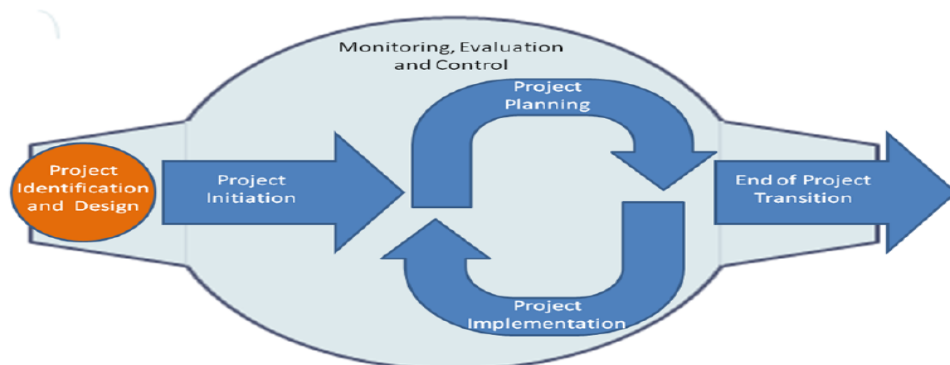 Monitoring, Evaluation
and Control
Project
Planning
Project
Identification
and Design
Project
Initiation
End of Project
Transition
Project
Implementation